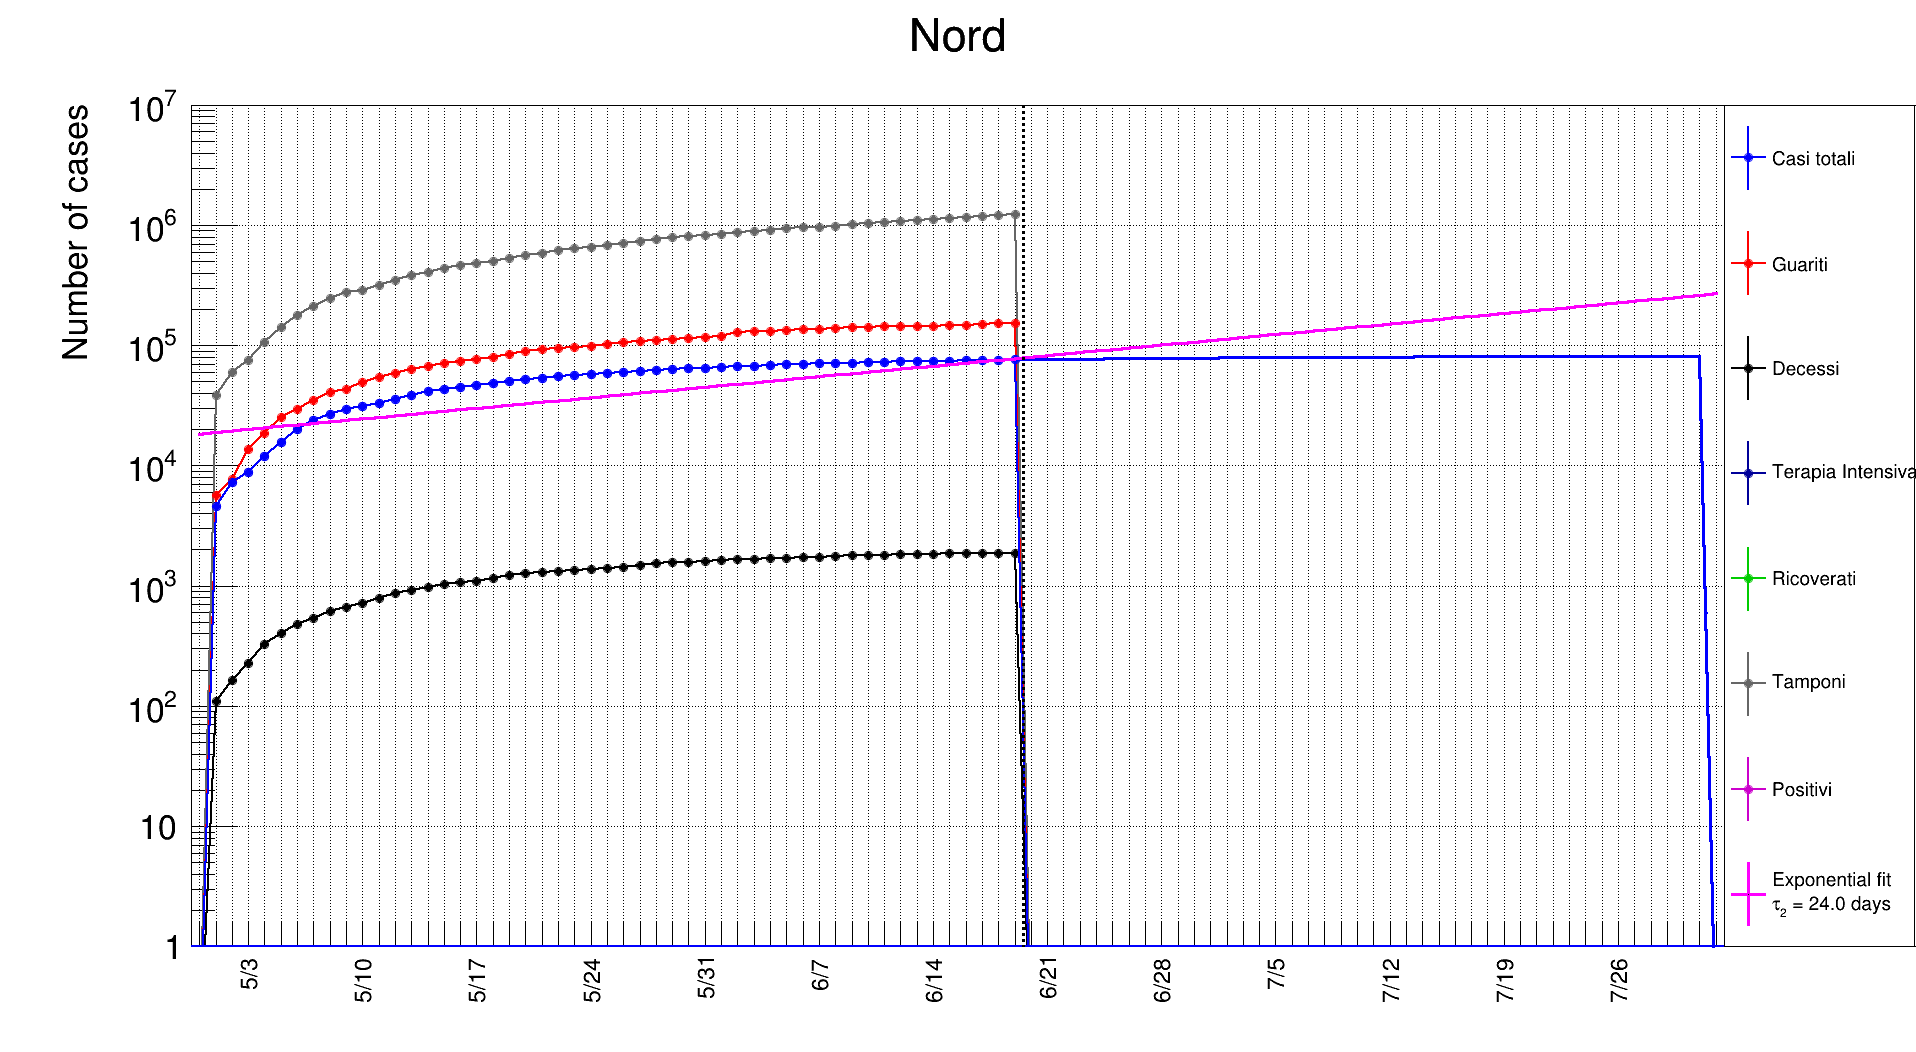 Nord
Number of cases
10^7
10^6
10^5
10^4
10^3
10^2
10
1
5/3
5/10
5/17
5/24
5/31
6/7
6/14
6/21
6/28
7/5
7/12
7/19
7/26
Casi totali
Guariti
Decessi
Terapia Intensiva
Ricoverati
Tamponi
Positivi
Exponential fit
τ_2 = 24.0 days